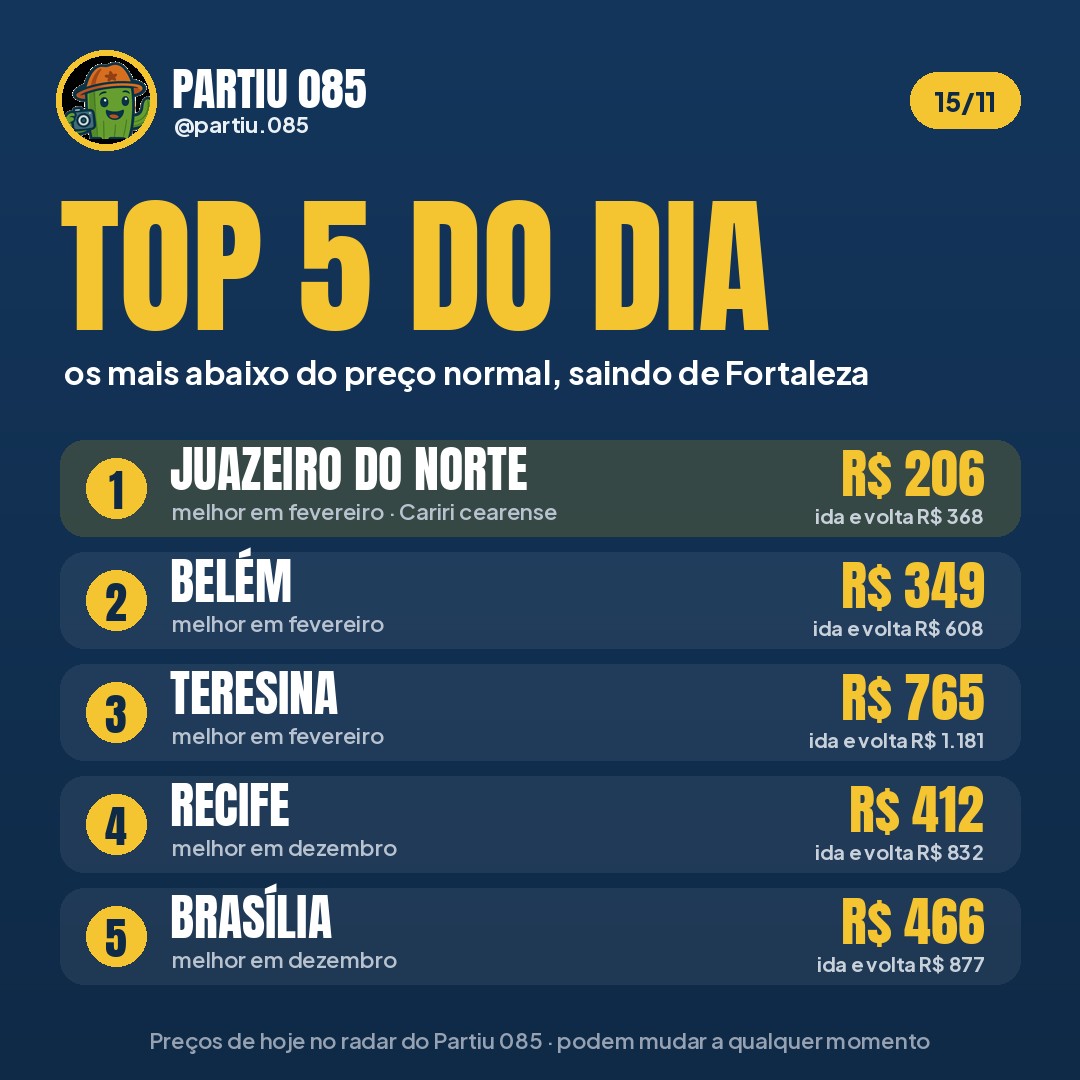 PARTIU 085
@partiu.085
15/11
TOP 5 DO DIA
os mais abaixo do preço normal, saindo de Fortaleza
1
JUAZEIRO DO NORTE
melhor em fevereiro · Cariri cearense
R$ 206
ida e volta R$ 368
2
BELÉM
melhor em fevereiro
R$ 349
ida e volta R$ 608
3
TERESINA
melhor em fevereiro
R$ 765
ida e volta R$ 1.181
4
RECIFE
melhor em dezembro
R$ 412
ida e volta R$ 832
5
BRASÍLIA
melhor em dezembro
R$ 466
ida e volta R$ 877
Preços de hoje no radar do Partiu 085 · podem mudar a qualquer momento